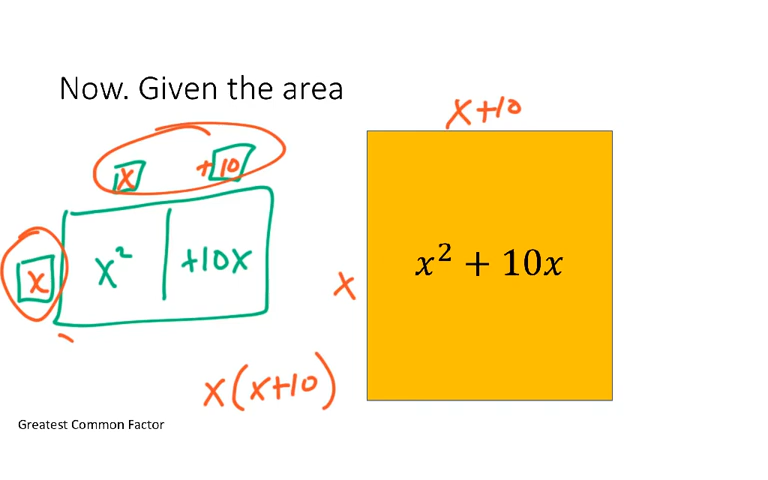 Now. Given the area
x+10
x +10
x x² +10x
x² + 10x
x
x(x+10)
Greatest Common Factor